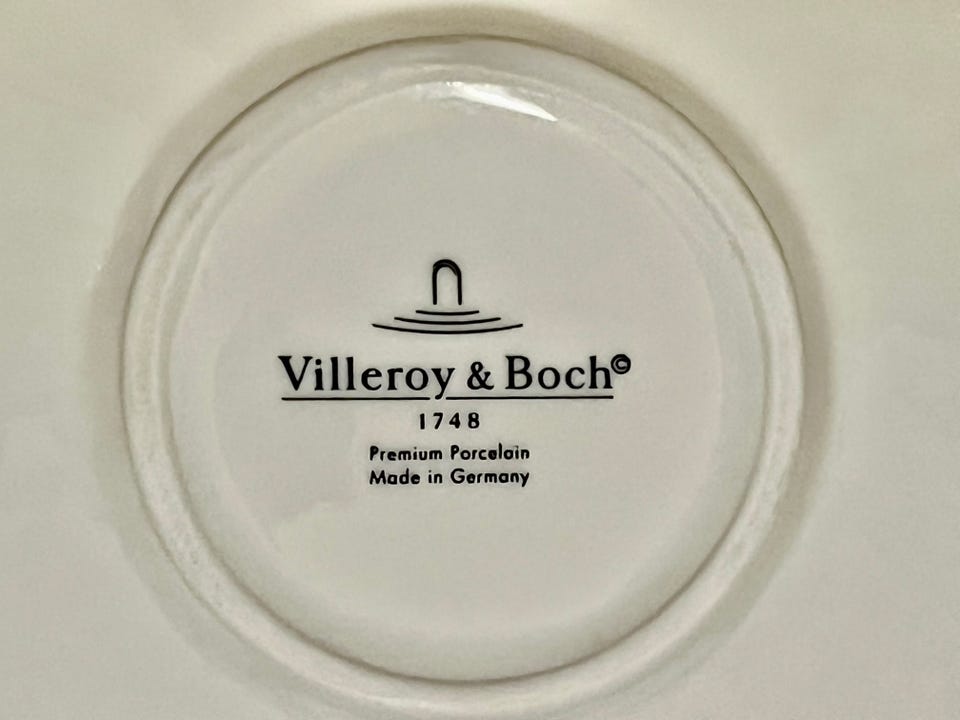 Villeroy & Boch©
1748
Premium Porcelain
Made in Germany